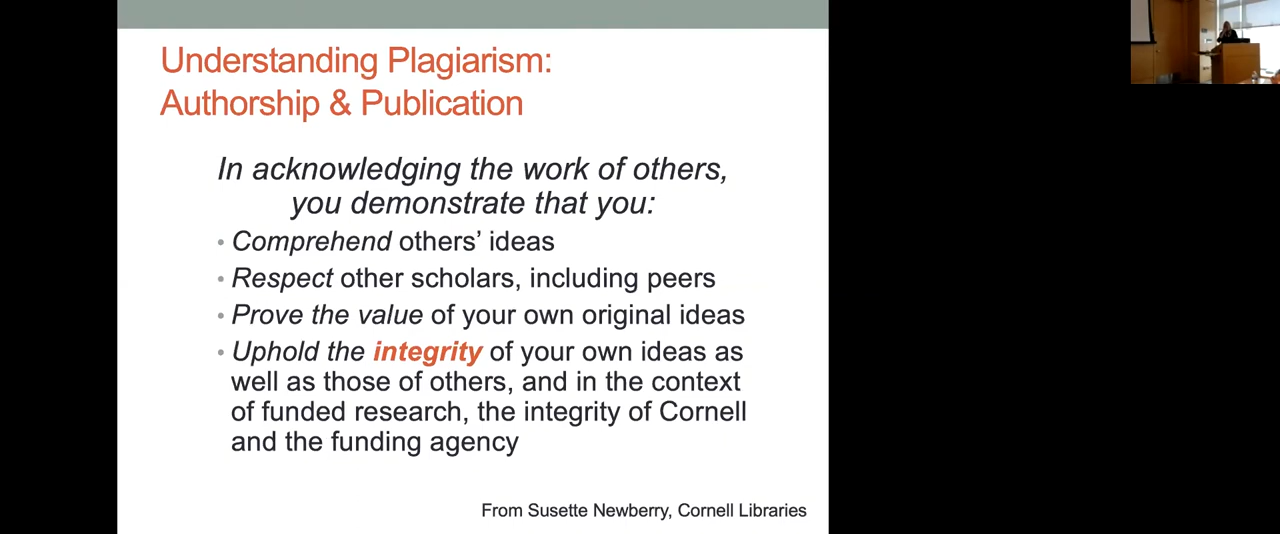 Understanding Plagiarism:
Authorship & Publication
In acknowledging the work of others,
you demonstrate that you:
• Comprehend others’ ideas
• Respect other scholars, including peers
• Prove the value of your own original ideas
• Uphold the integrity of your own ideas as
well as those of others, and in the context
of funded research, the integrity of Cornell
and the funding agency
From Susette Newberry, Cornell Libraries